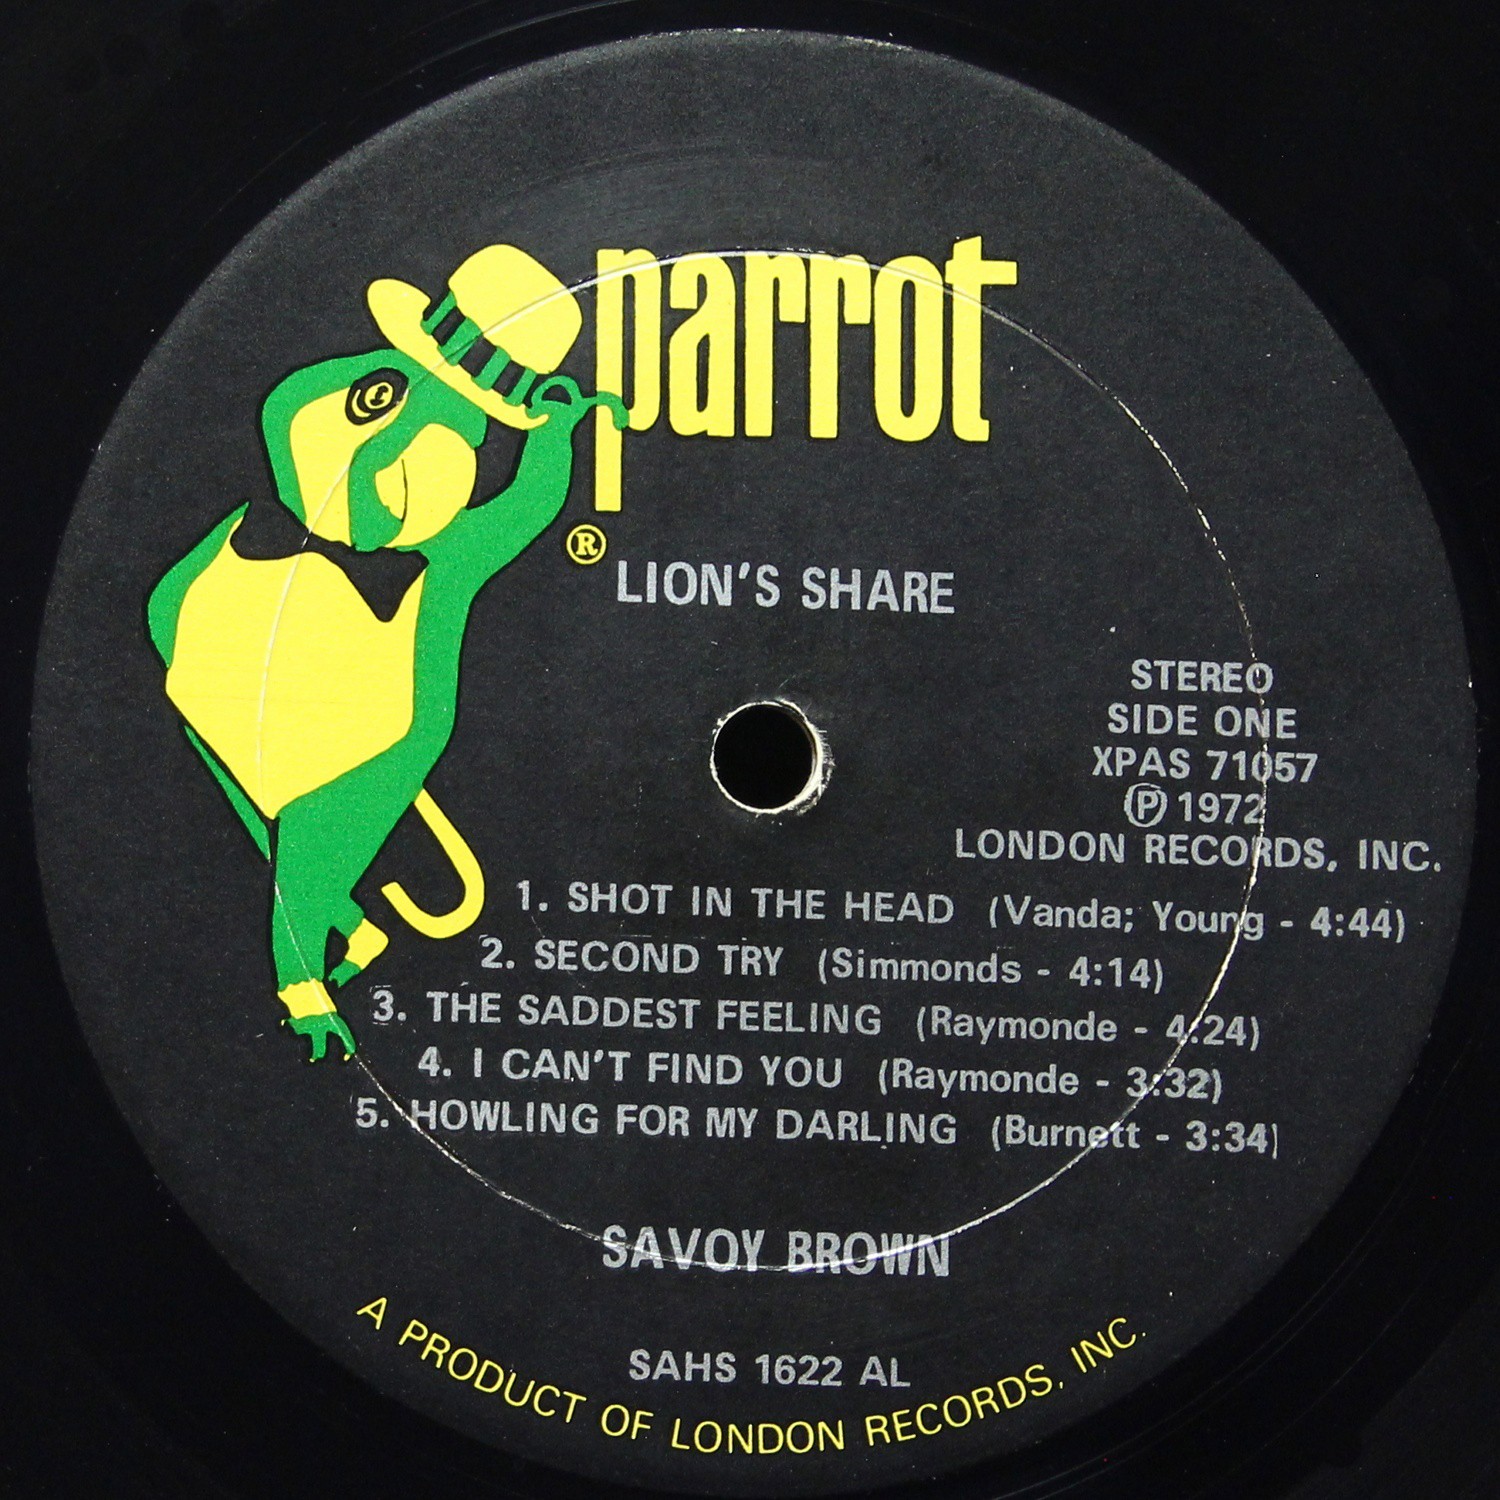 parrot
®
LION'S SHARE
STEREO
SIDE ONE
XPAS 71057
Ⓟ 1972
LONDON RECORDS, INC.
1. SHOT IN THE HEAD (Vanda; Young - 4:44)
2. SECOND TRY (Simmonds - 4:14)
3. THE SADDEST FEELING (Raymonde - 4:24)
4. I CAN'T FIND YOU (Raymonde - 3:32)
5. HOWLING FOR MY DARLING (Burnett - 3:34)
SAVOY BROWN
SAHS 1622 AL
A PRODUCT OF LONDON RECORDS, INC.